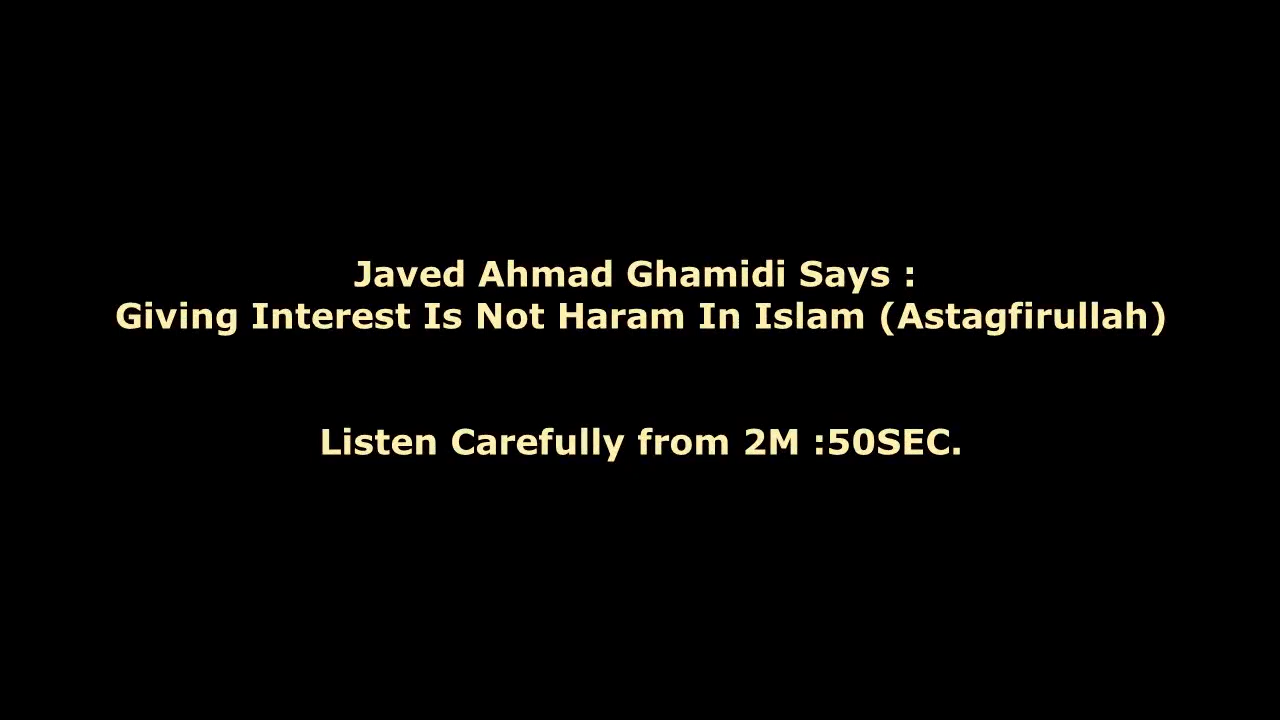 Javed Ahmad Ghamidi Says :
Giving Interest Is Not Haram In Islam (Astagfirullah)
Listen Carefully from 2M :50SEC.